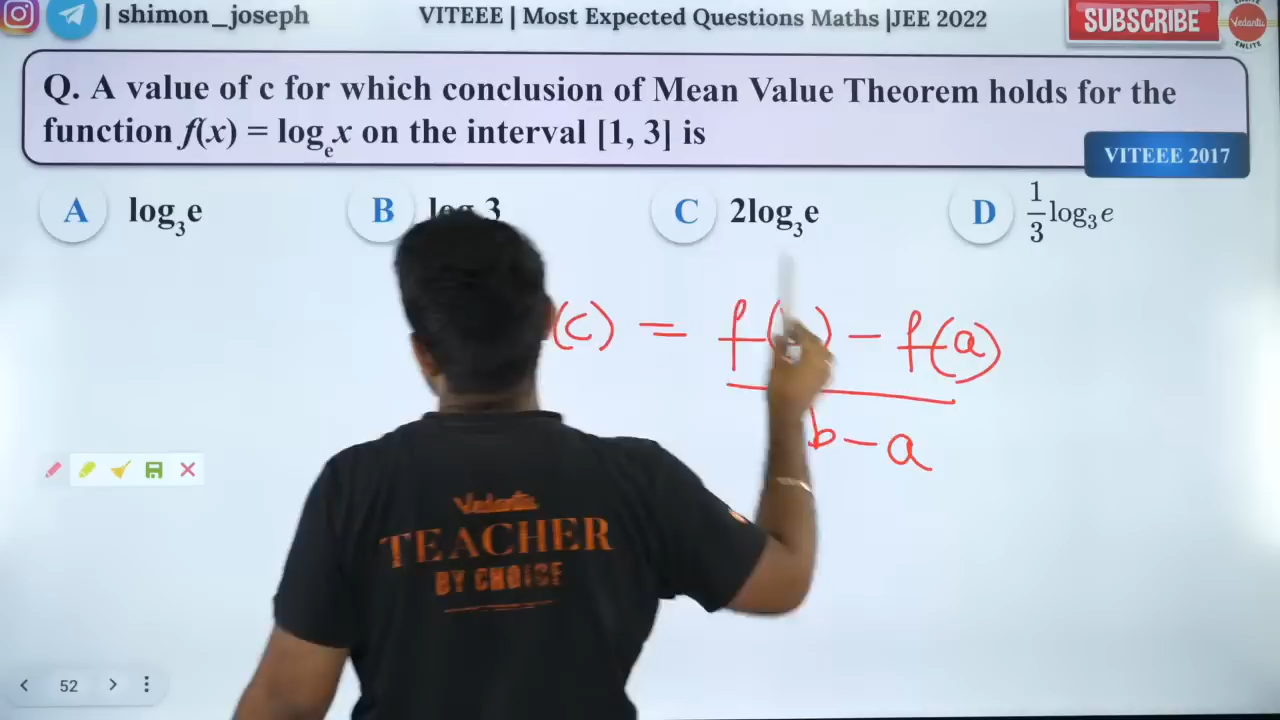 | shimon_joseph
VITEEE | Most Expected Questions Maths |JEE 2022
SUBSCRIBE
Vedantu
ENLITE
Q. A value of c for which conclusion of Mean Value Theorem holds for the
function f(x) = logₑx on the interval [1, 3] is
VITEEE 2017
A log₃e
B 3
C 2log₃e
D 1/3 log₃e
(c) = f( ) − f(a)
b − a
Vedantu
TEACHER
BY CHOICE
52